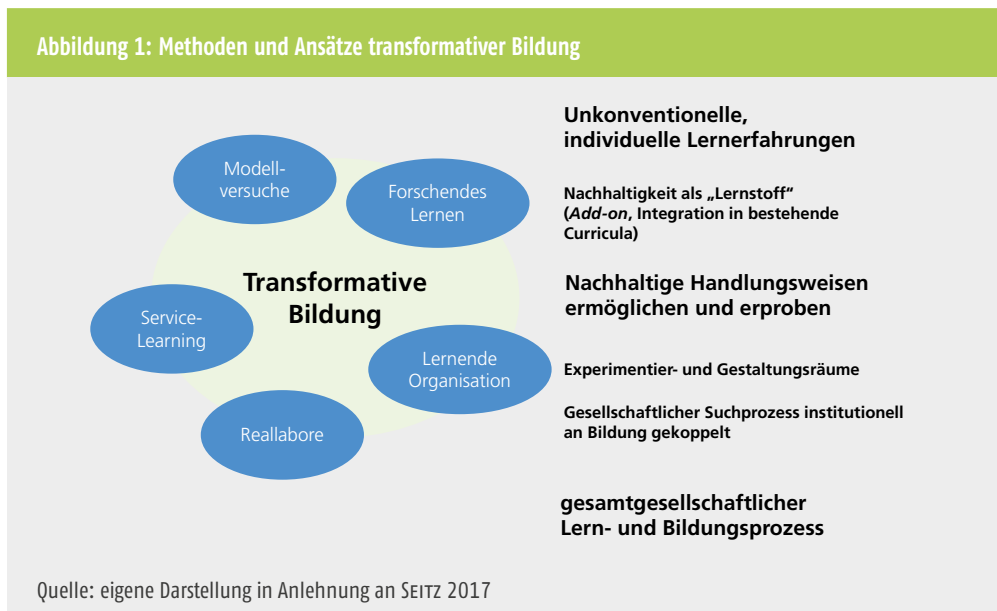 Abbildung 1: Methoden und Ansätze transformativer Bildung
Modell-
versuche
Forschendes
Lernen
Transformative
Bildung
Service-
Learning
Lernende
Organisation
Reallabore
Unkonventionelle,
individuelle Lernerfahrungen
Nachhaltigkeit als „Lernstoff“
(Add-on, Integration in bestehende
Curricula)
Nachhaltige Handlungsweisen
ermöglichen und erproben
Experimentier- und Gestaltungsräume
Gesellschaftlicher Suchprozess institutionell
an Bildung gekoppelt
gesamtgesellschaftlicher
Lern- und Bildungsprozess
Quelle: eigene Darstellung in Anlehnung an SEITZ 2017